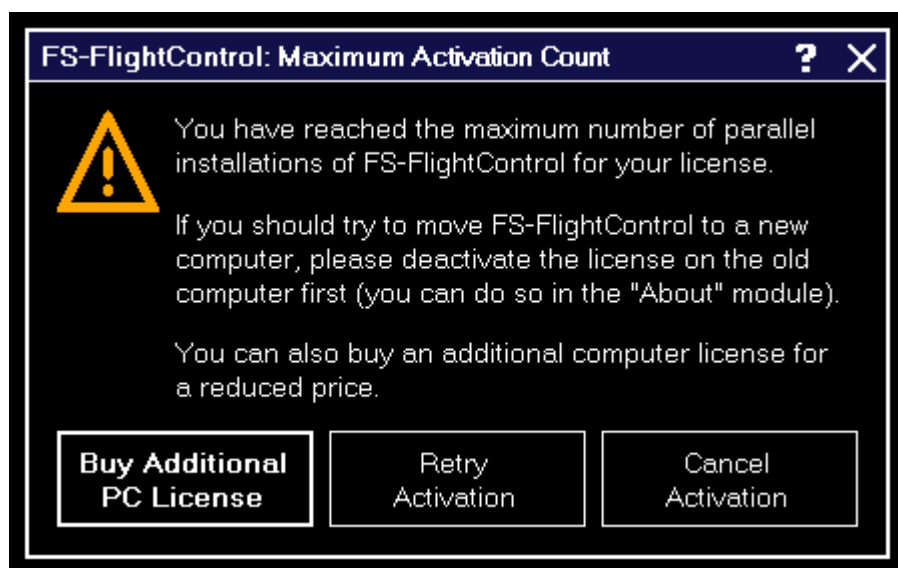 FS-FlightControl: Maximum Activation Count ? X
You have reached the maximum number of parallel
installations of FS-FlightControl for your license.
If you should try to move FS-FlightControl to a new
computer, please deactivate the license on the old
computer first (you can do so in the "About" module).
You can also buy an additional computer license for
a reduced price.
Buy Additional
PC License
Retry
Activation
Cancel
Activation